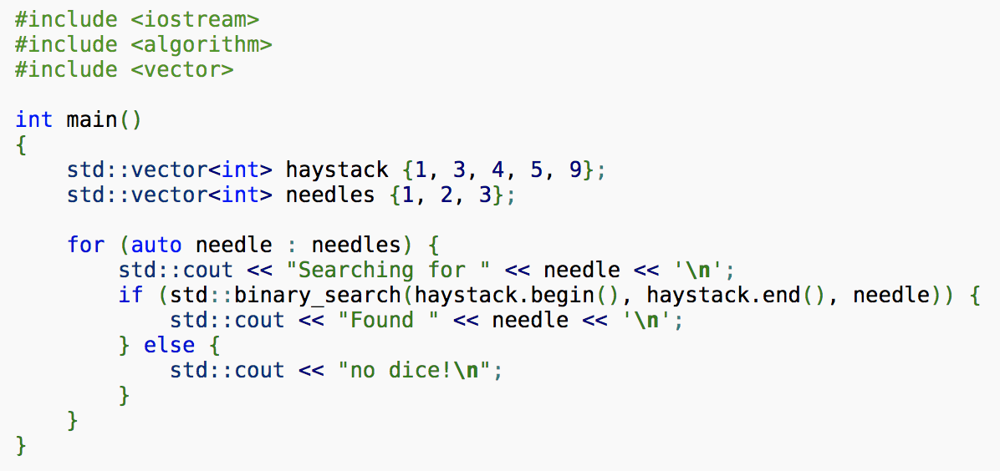 #include <iostream>
#include <algorithm>
#include <vector>

int main()
{
    std::vector<int> haystack {1, 3, 4, 5, 9};
    std::vector<int> needles {1, 2, 3};

    for (auto needle : needles) {
        std::cout << "Searching for " << needle << '\n';
        if (std::binary_search(haystack.begin(), haystack.end(), needle)) {
            std::cout << "Found " << needle << '\n';
        } else {
            std::cout << "no dice!\n";
        }
    }
}